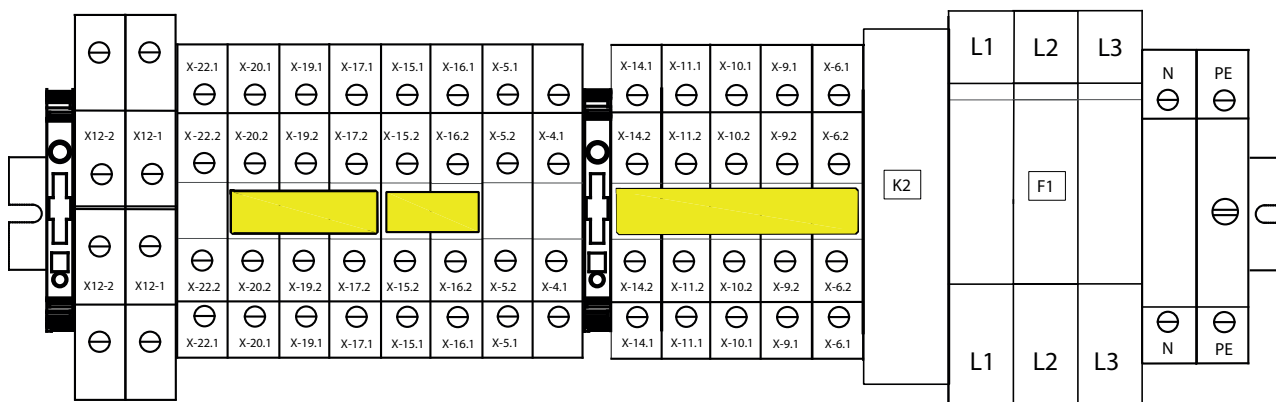 L1 L2 L3
X-22.1 X-20.1 X-19.1 X-17.1 X-15.1 X-16.1 X-5.1 X-14.1 X-11.1 X-10.1 X-9.1 X-6.1 N PE
X12-2 X12-1 X-22.2 X-20.2 X-19.2 X-17.2 X-15.2 X-16.2 X-5.2 X-4.1 X-14.2 X-11.2 X-10.2 X-9.2 X-6.2
K2 F1
X12-2 X12-1 X-22.2 X-20.2 X-19.2 X-17.2 X-15.2 X-16.2 X-5.2 X-4.1 X-14.2 X-11.2 X-10.2 X-9.2 X-6.2
X-22.1 X-20.1 X-19.1 X-17.1 X-15.1 X-16.1 X-5.1 X-14.1 X-11.1 X-10.1 X-9.1 X-6.1 N PE
L1 L2 L3